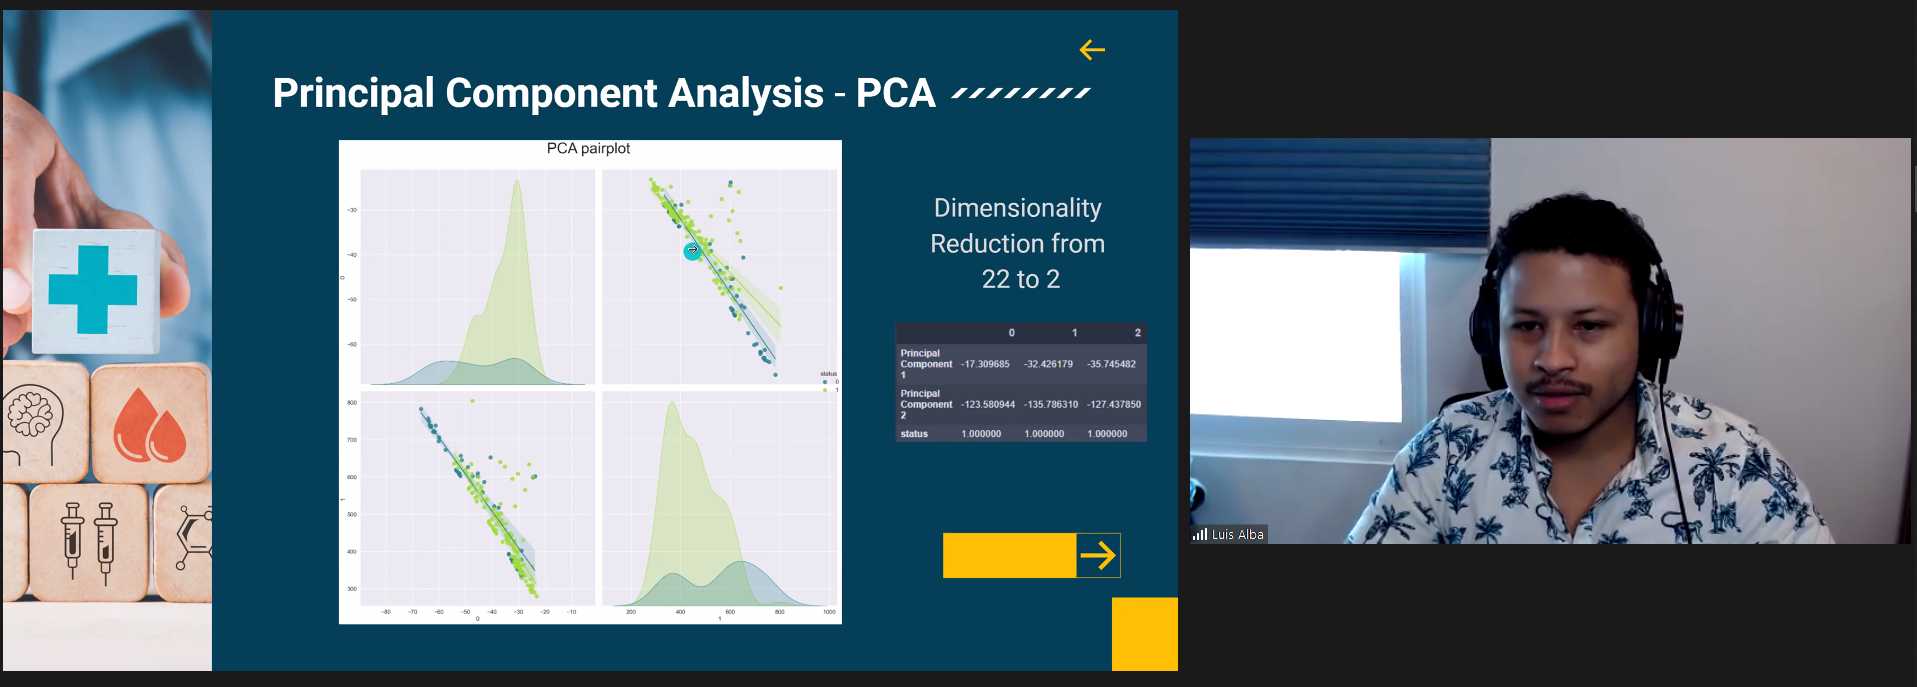 Principal Component Analysis - PCA
PCA pairplot
-30
-40
-50
-60
0
status
0
1
800
700
600
500
400
300
1
-80 -70 -60 -50 -40 -30 -20 -10
0
200 400 600 800 1000
1
Dimensionality
Reduction from
22 to 2
0 1 2
Principal
Component -17.309685 -32.426179 -35.745482
1
Principal
Component -123.580944 -135.786310 -127.437850
2
status 1.000000 1.000000 1.000000
Luis Alba